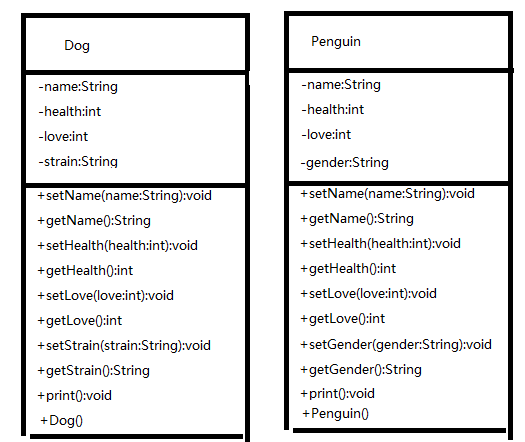 Dog
-name:String
-health:int
-love:int
-strain:String
+setName(name:String):void
+getName():String
+setHealth(health:int):void
+getHealth():int
+setLove(love:int):void
+getLove():int
+setStrain(strain:String):void
+getStrain():String
+print():void
+Dog()
Penguin
-name:String
-health:int
-love:int
-gender:String
+setName(name:String):void
+getName():String
+setHealth(health:int):void
+getHealth():int
+setLove(love:int):void
+getLove():int
+setGender(gender:String):void
+getGender():String
+print():void
+Penguin()